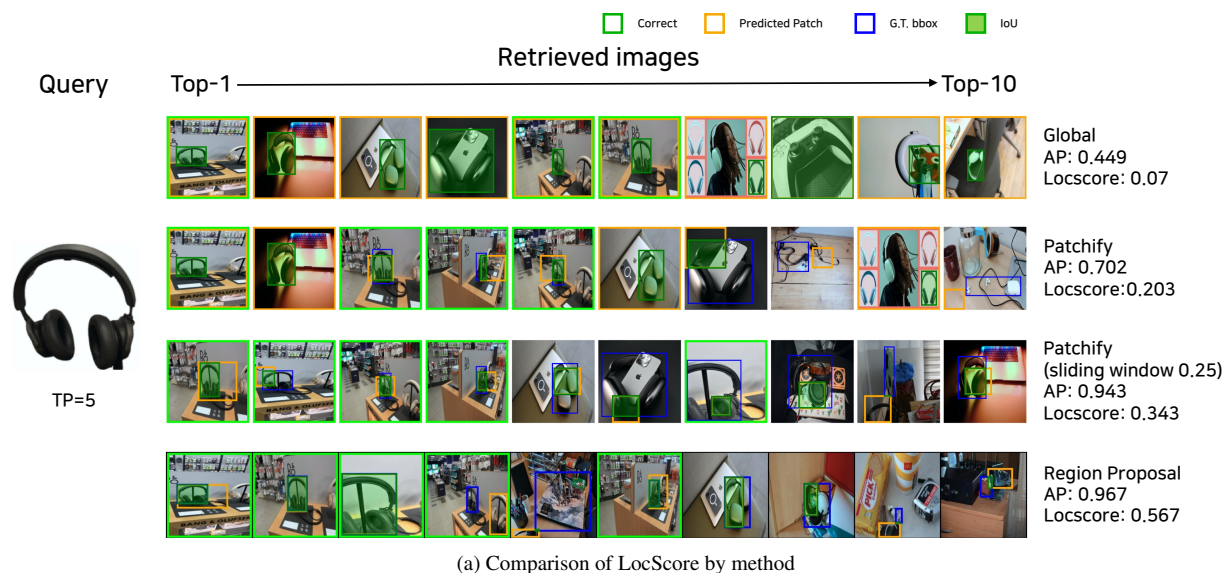 Correct
Predicted Patch
G.T. bbox
IoU
Retrieved images
Query
Top-1
Top-10
Global
AP: 0.449
Locscore: 0.07
Patchify
AP: 0.702
Locscore:0.203
TP=5
Patchify
(sliding window 0.25)
AP: 0.943
Locscore: 0.343
Region Proposal
AP: 0.967
Locscore: 0.567
BANG & OLUFSEN
(a) Comparison of LocScore by method